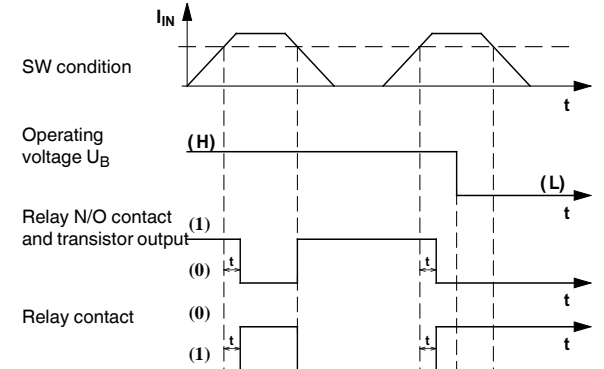 I_IN
SW condition
t
Operating
voltage U_B
(H)
(L)
t
Relay N/O contact
and transistor output
(1)
t
t
(0)
t
Relay contact
(0)
t
t
t
(1)